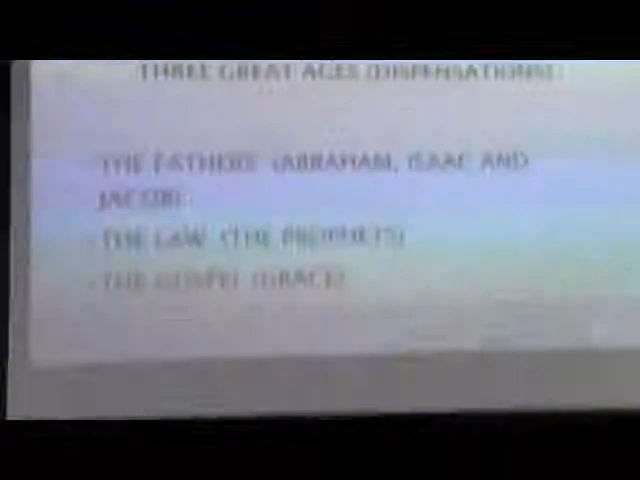 THREE GREAT AGES (DISPENSATIONS):
- THE FATHERS (ABRAHAM, ISAAC AND
JACOB)
- THE LAW (THE PROPHETS)
- THE GOSPEL (GRACE)